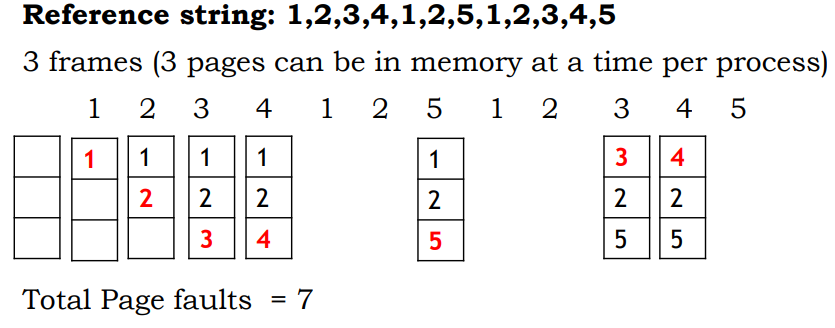 Reference string: 1,2,3,4,1,2,5,1,2,3,4,5
3 frames (3 pages can be in memory at a time per process)
1 2 3 4 1 2 5 1 2 3 4 5
1 1 1 1 1 3 4
2 2 2 2 2 2
3 4 5 5 5
Total Page faults = 7